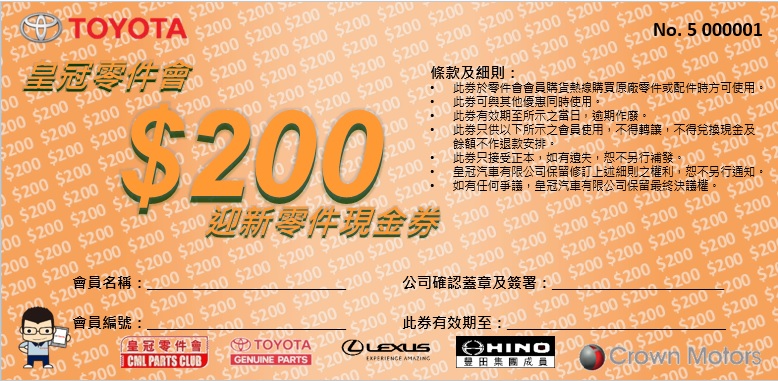 TOYOTA
No. 5 000001
皇冠零件會
$200
迎新零件現金券
條款及細則：
• 此券於零件會會員購貨熱線購買原廠零件或配件時方可使用。
• 此券可與其他優惠同時使用。
• 此券有效期至所示之當日，逾期作廢。
• 此券只供以下所示之會員使用，不得轉讓，不得兌換現金及
餘額不作退款安排。
• 此券只接受正本，如有遺失，恕不另行補發。
• 皇冠汽車有限公司保留修訂上述細則之權利，恕不另行通知。
• 如有任何爭議，皇冠汽車有限公司保留最終決議權。
會員名稱：
公司確認蓋章及簽署：
會員編號：
此券有效期至：
皇冠零件會
CML PARTS CLUB
TOYOTA
GENUINE PARTS
LEXUS
EXPERIENCE AMAZING
HINO
豐田集團成員
Crown Motors